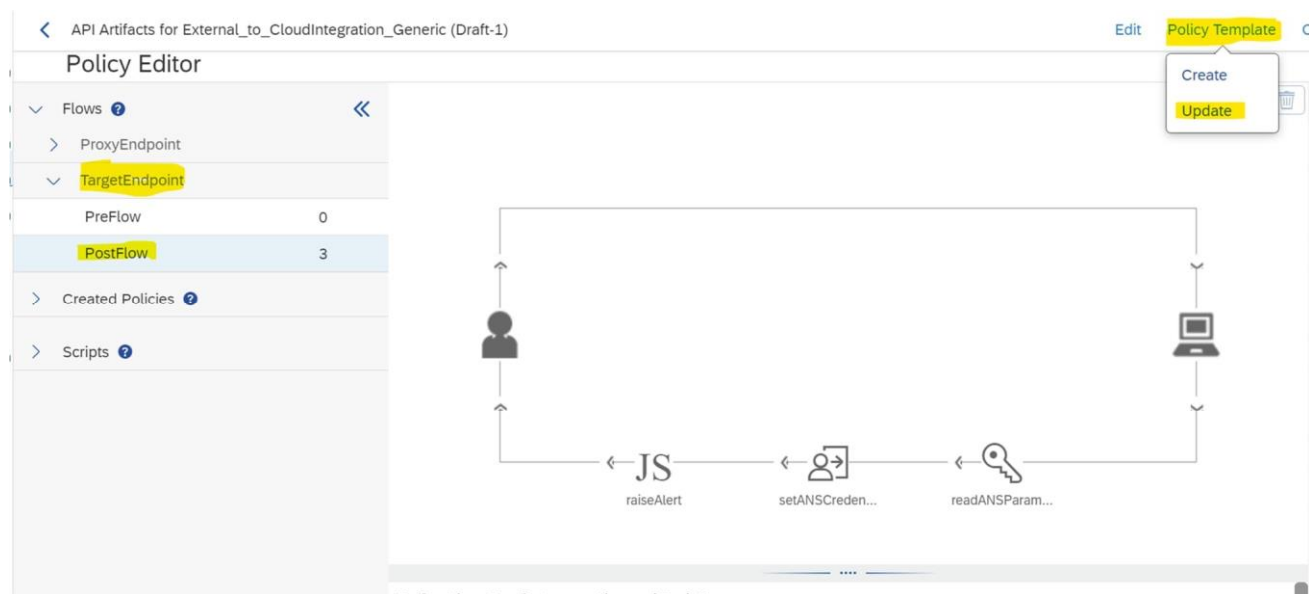 API Artifacts for External_to_CloudIntegration_Generic (Draft-1)
Edit
Policy Template
Policy Editor
Create
Update
Flows
ProxyEndpoint
TargetEndpoint
PreFlow 0
PostFlow 3
Created Policies
Scripts
JS
raiseAlert
setANSCreden...
readANSParam...